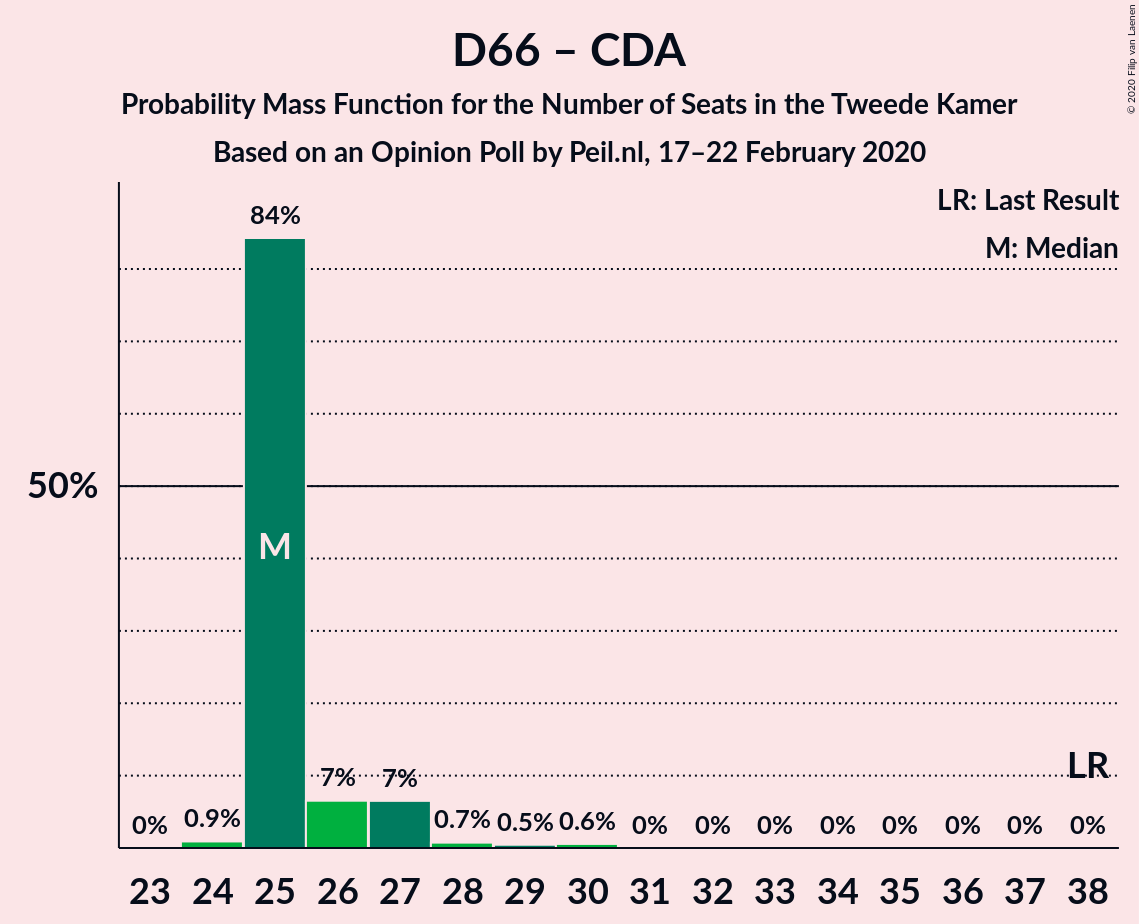 D66 – CDA
Probability Mass Function for the Number of Seats in the Tweede Kamer
Based on an Opinion Poll by Peil.nl, 17–22 February 2020
© 2020 Filip van Laenen
LR: Last Result
M: Median
50%
0%
0.9%
84%
M
7%
7%
0.7%
0.5%
0.6%
0%
0%
0%
0%
0%
0%
0%
0%
LR
23 24 25 26 27 28 29 30 31 32 33 34 35 36 37 38